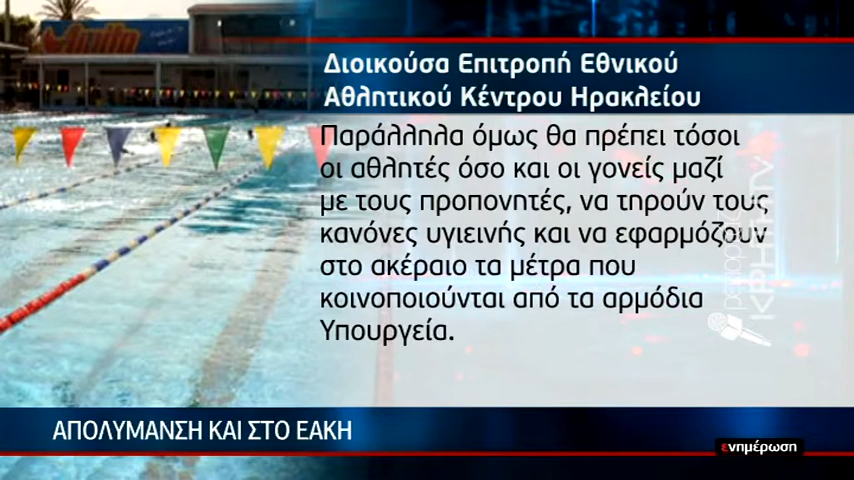 Διοικούσα Επιτροπή Εθνικού
Αθλητικού Κέντρου Ηρακλείου
Παράλληλα όμως θα πρέπει τόσοι
οι αθλητές όσο και οι γονείς μαζί
με τους προπονητές, να τηρούν τους
κανόνες υγιεινής και να εφαρμόζουν
στο ακέραιο τα μέτρα που
κοινοποιούνται από τα αρμόδια
Υπουργεία.
ΚΡΗΤΗ TV
ΑΠΟΛΥΜΑΝΣΗ ΚΑΙ ΣΤΟ ΕΑΚΗ
ενημέρωση